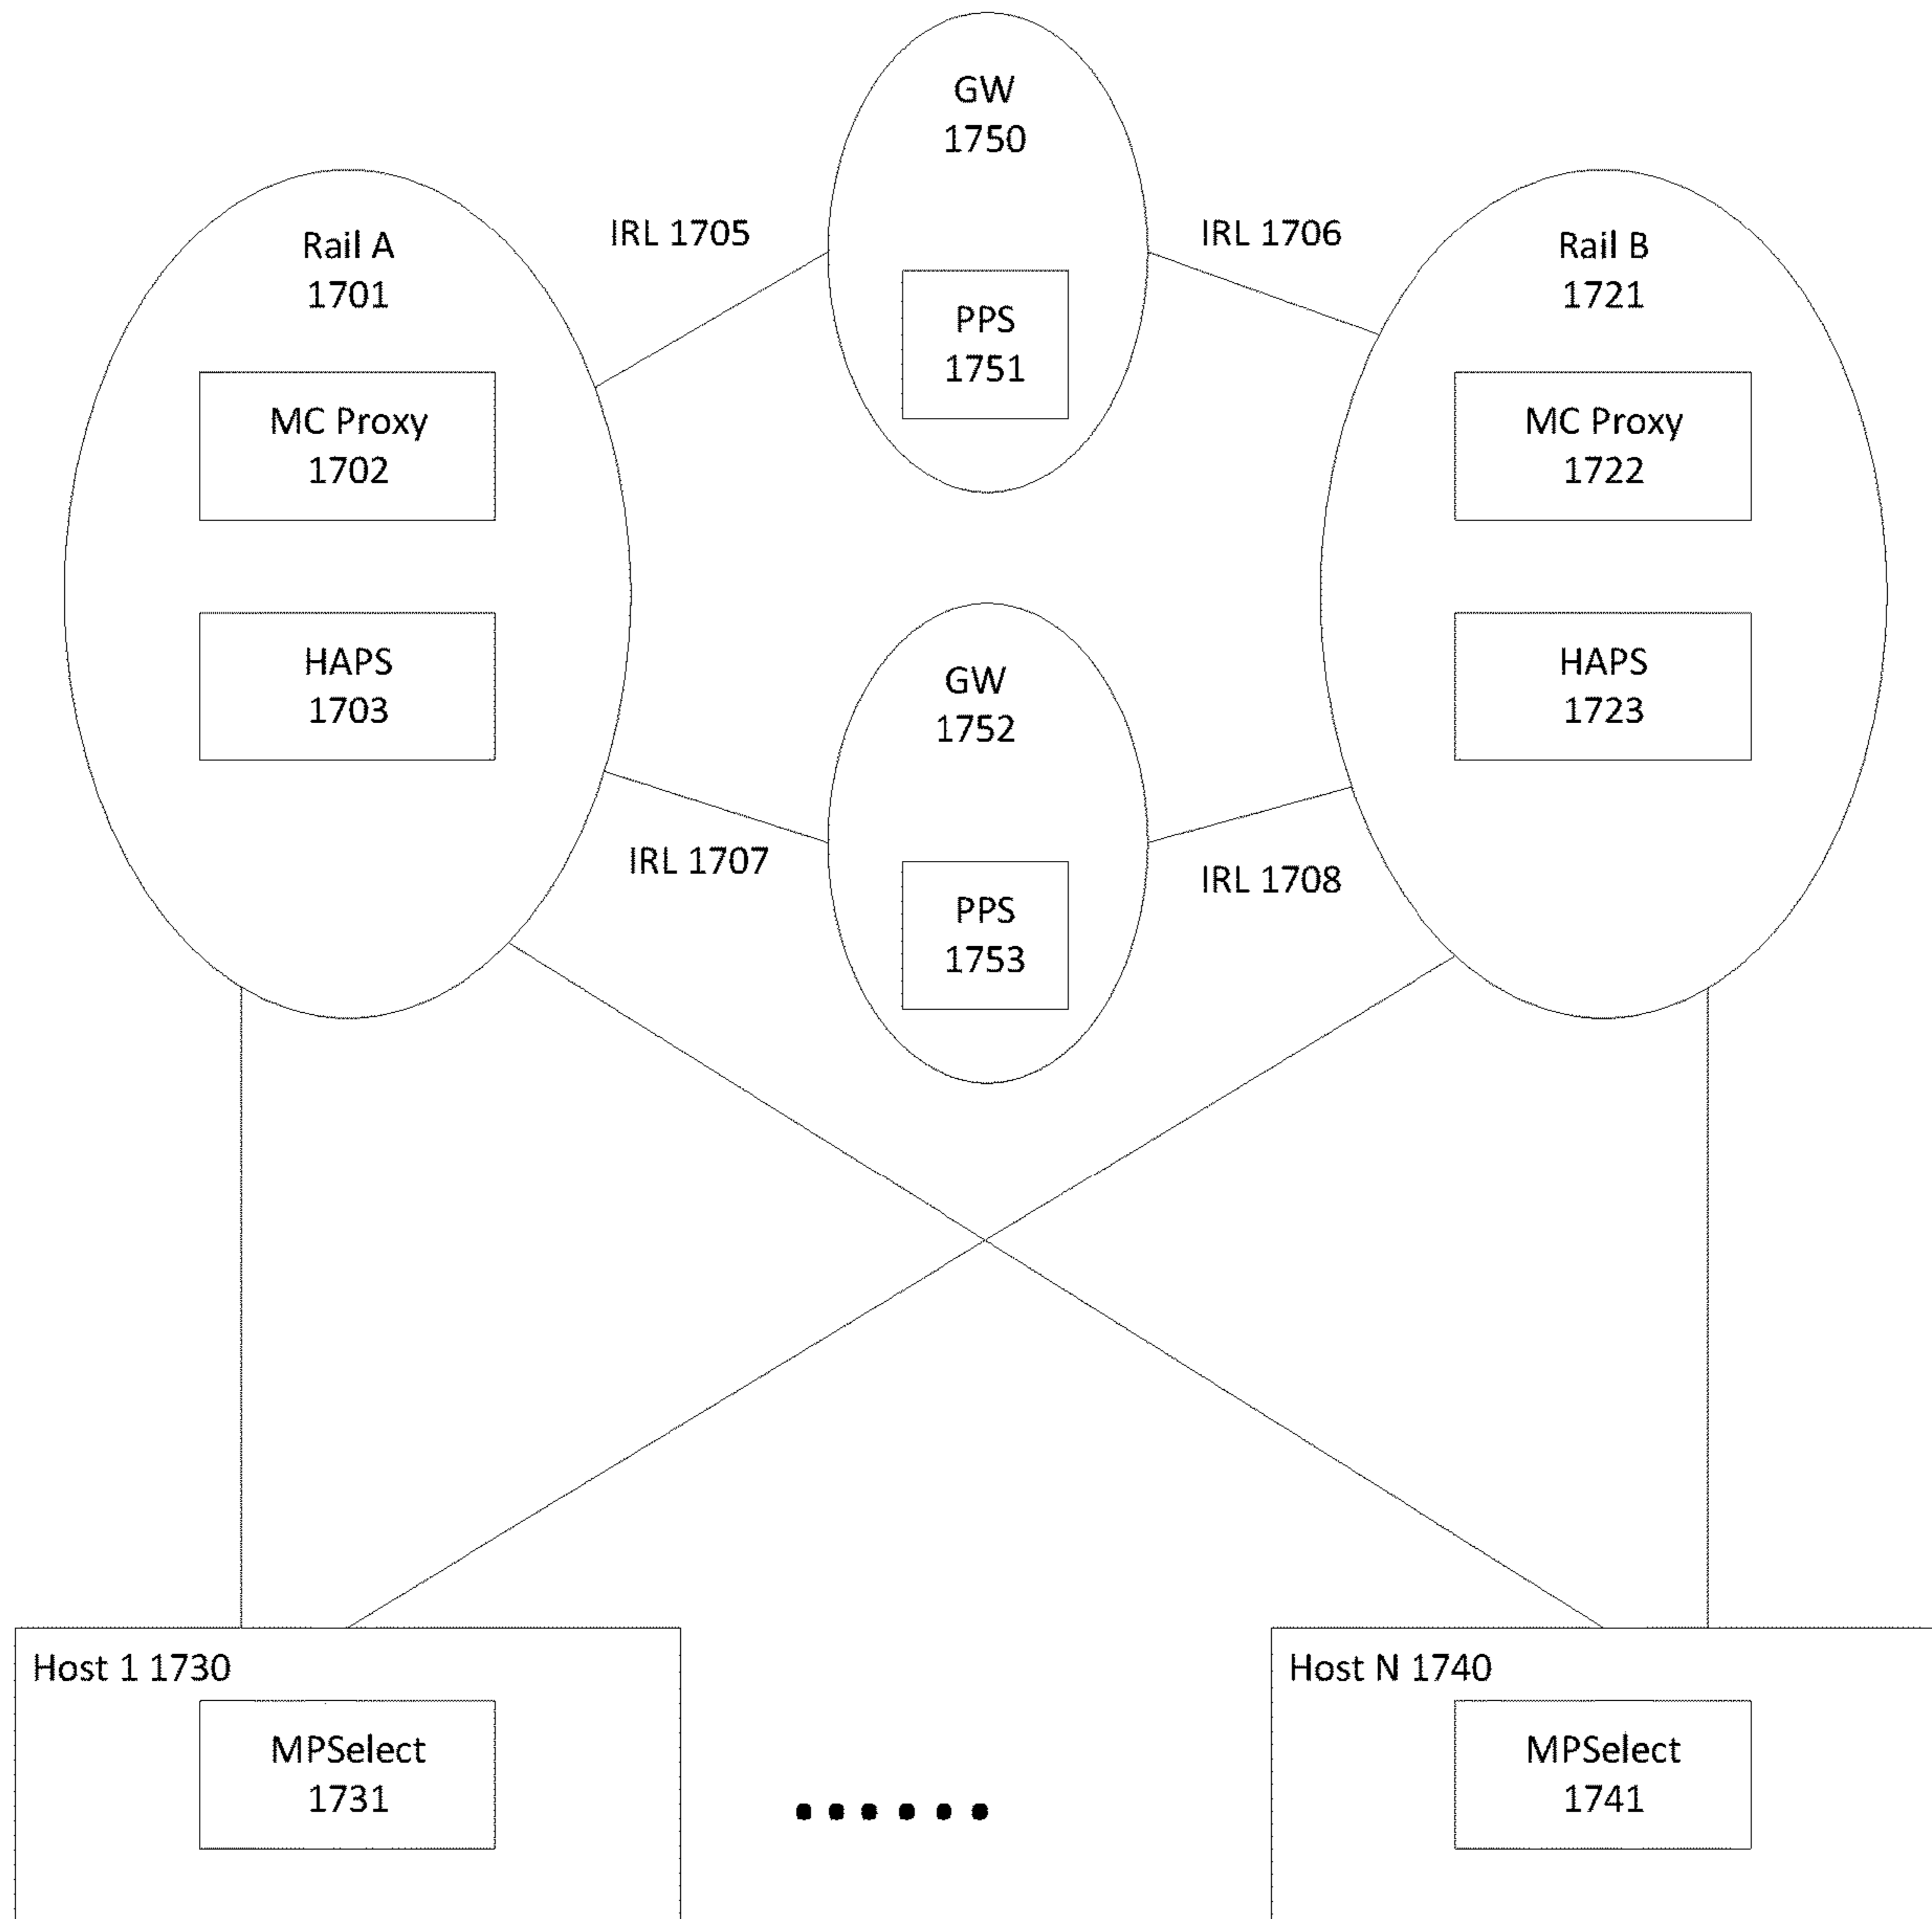 GW
1750
IRL 1705
IRL 1706
Rail A
1701
Rail B
1721
PPS
1751
MC Proxy
1702
MC Proxy
1722
HAPS
1703
GW
1752
HAPS
1723
IRL 1707
IRL 1708
PPS
1753
Host 1 1730
Host N 1740
MPSelect
1731
MPSelect
1741